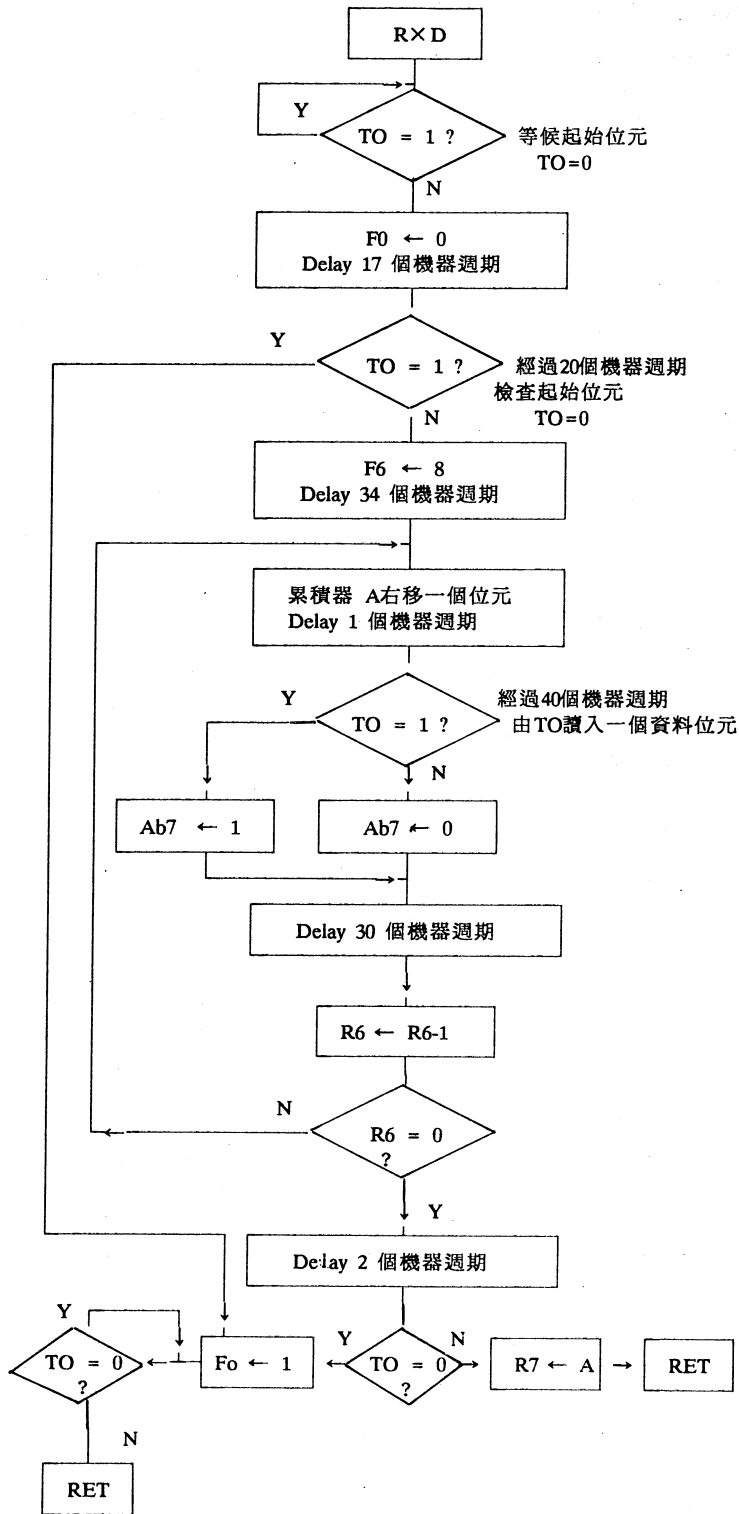 R×D
Y
TO = 1 ?
等候起始位元
TO=0
N
F0 ← 0
Delay 17 個機器週期
Y
TO = 1 ?
經過20個機器週期
檢查起始位元
TO=0
N
F6 ← 8
Delay 34 個機器週期
累積器 A右移一個位元
Delay 1 個機器週期
Y
TO = 1 ?
經過40個機器週期
由TO讀入一個資料位元
N
Ab7 ← 1
Ab7 ← 0
Delay 30 個機器週期
R6 ← R6-1
N
R6 = 0
?
Y
Delay 2 個機器週期
Y
TO = 0
?
N
Fo ← 1
Y
TO = 0
?
N
R7 ← A
RET
RET